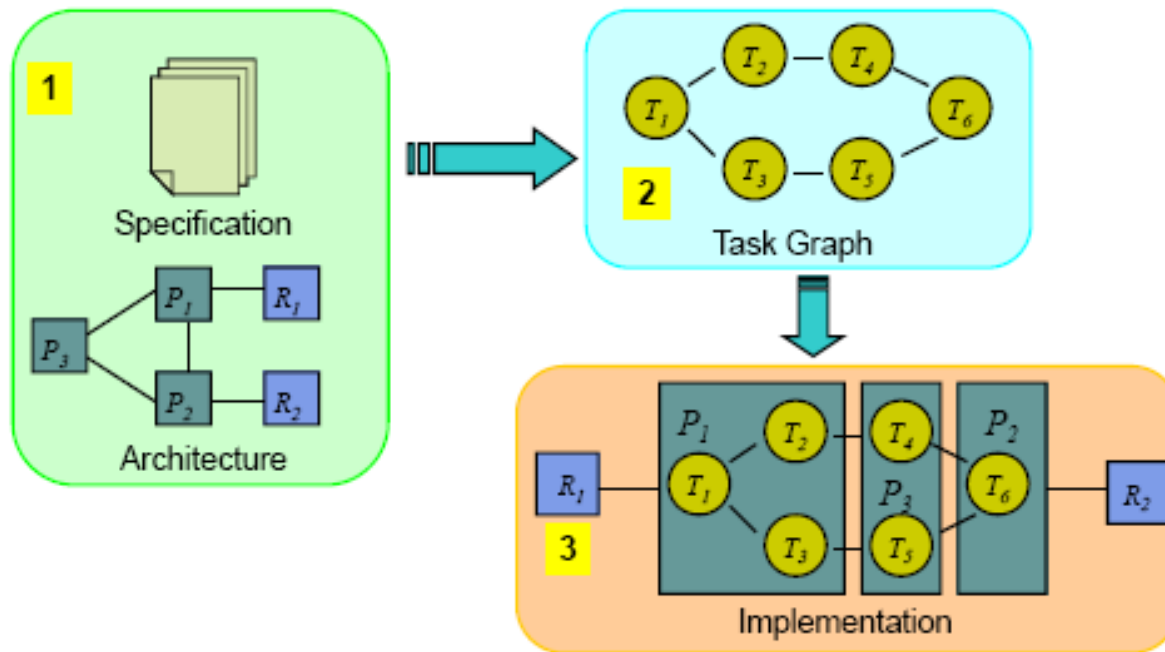 1
Specification
P1
R1
P3
P2
R2
Architecture
T2
T4
T1
T6
T3
T5
2
Task Graph
P1
T2
T4
P2
R1
T1
P3
T6
R2
3
T3
T5
Implementation